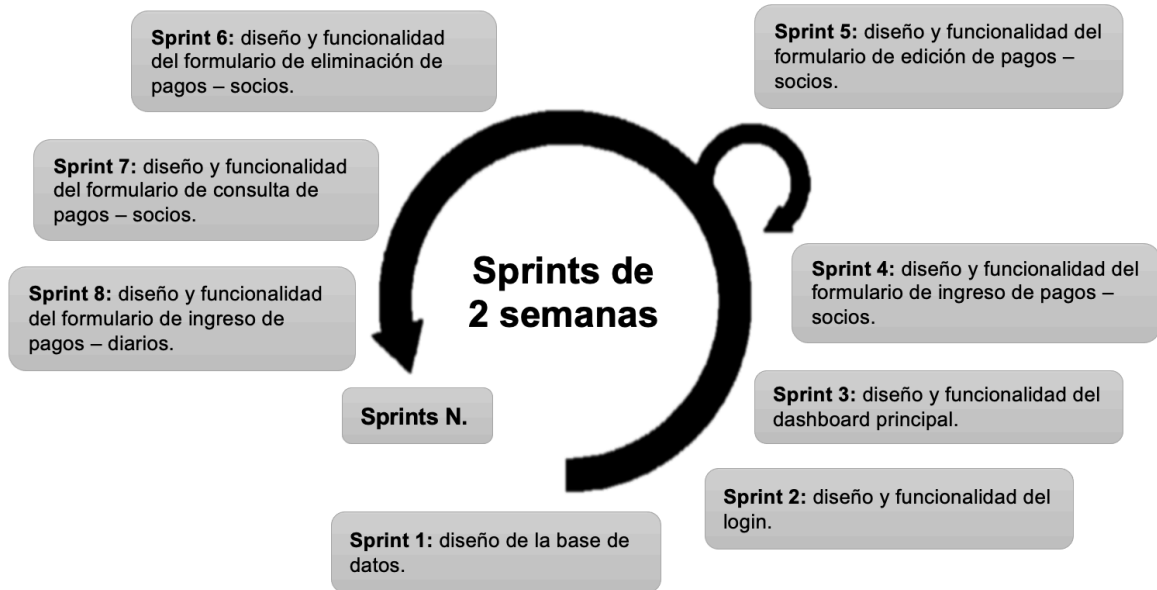 Sprint 6: diseño y funcionalidad
del formulario de eliminación de
pagos – socios.
Sprint 5: diseño y funcionalidad del
formulario de edición de pagos –
socios.
Sprint 7: diseño y funcionalidad
del formulario de consulta de
pagos – socios.
Sprints de
2 semanas
Sprint 4: diseño y funcionalidad del
formulario de ingreso de pagos –
socios.
Sprint 8: diseño y funcionalidad
del formulario de ingreso de
pagos – diarios.
Sprints N.
Sprint 3: diseño y funcionalidad del
dashboard principal.
Sprint 2: diseño y funcionalidad del
login.
Sprint 1: diseño de la base de
datos.